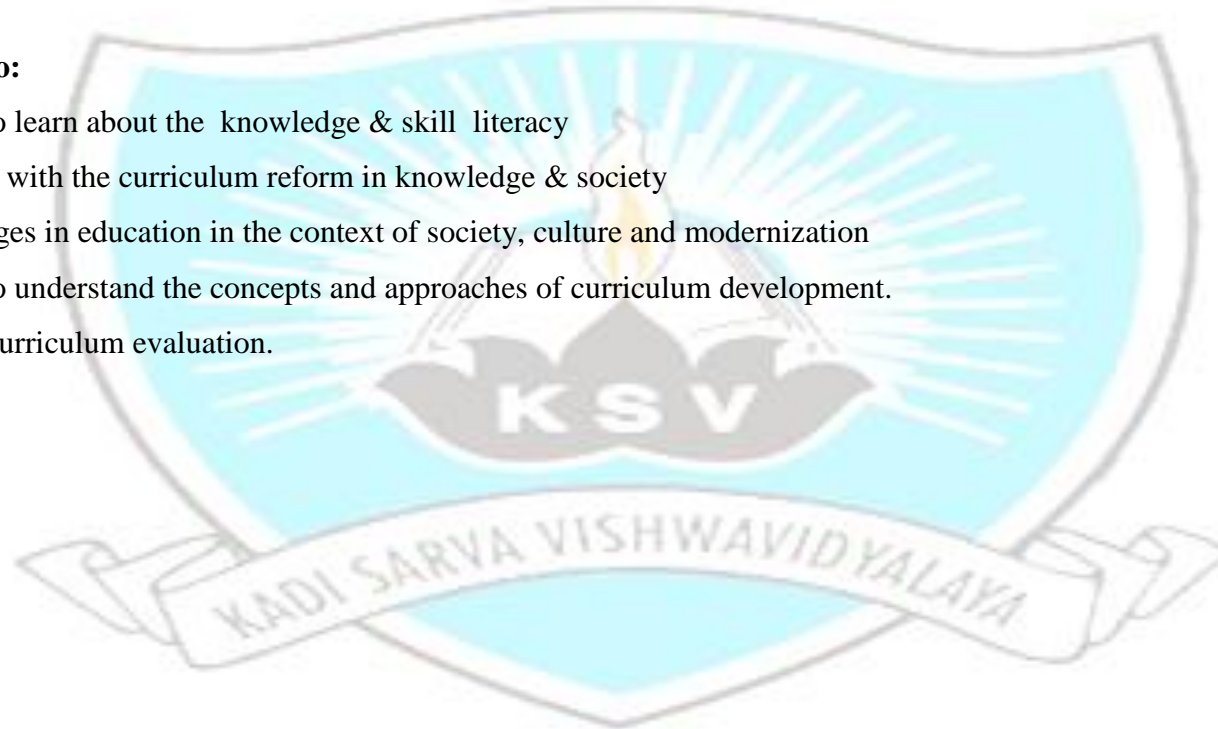 o:
o learn about the knowledge & skill literacy
with the curriculum reform in knowledge & society
ges in education in the context of society, culture and modernization
o understand the concepts and approaches of curriculum development.
urriculum evaluation.
KSV
KADI SARVA VISHWAVIDYALAYA